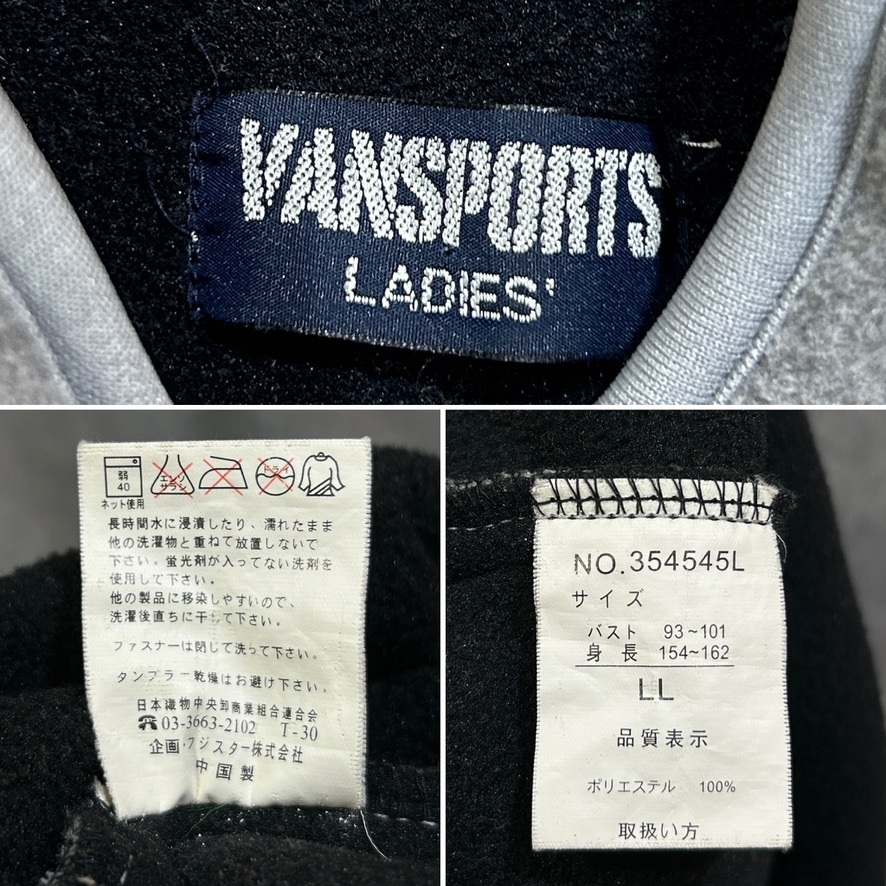 VANSPORTS
LADIES'
弱
40
エンソ
サラシ
ドライ
ネット使用
長時間水に浸漬したり、濡れたまま
他の洗濯物と重ねて放置しないで
下さい。蛍光剤が入ってない洗剤を
使用して下さい。
他の製品に移染しやすいので、
洗濯後直ちに干して下さい。
ファスナーは閉じて洗って下さい。
タンブラー乾燥はお避け下さい。
日本織物中央卸商業組合連合会
☎03-3663-2102 T-30
企画・フジスター株式会社
中国製
NO.354545L
サイズ
バスト 93~101
身長 154~162
LL
品質表示
ポリエステル 100%
取扱い方